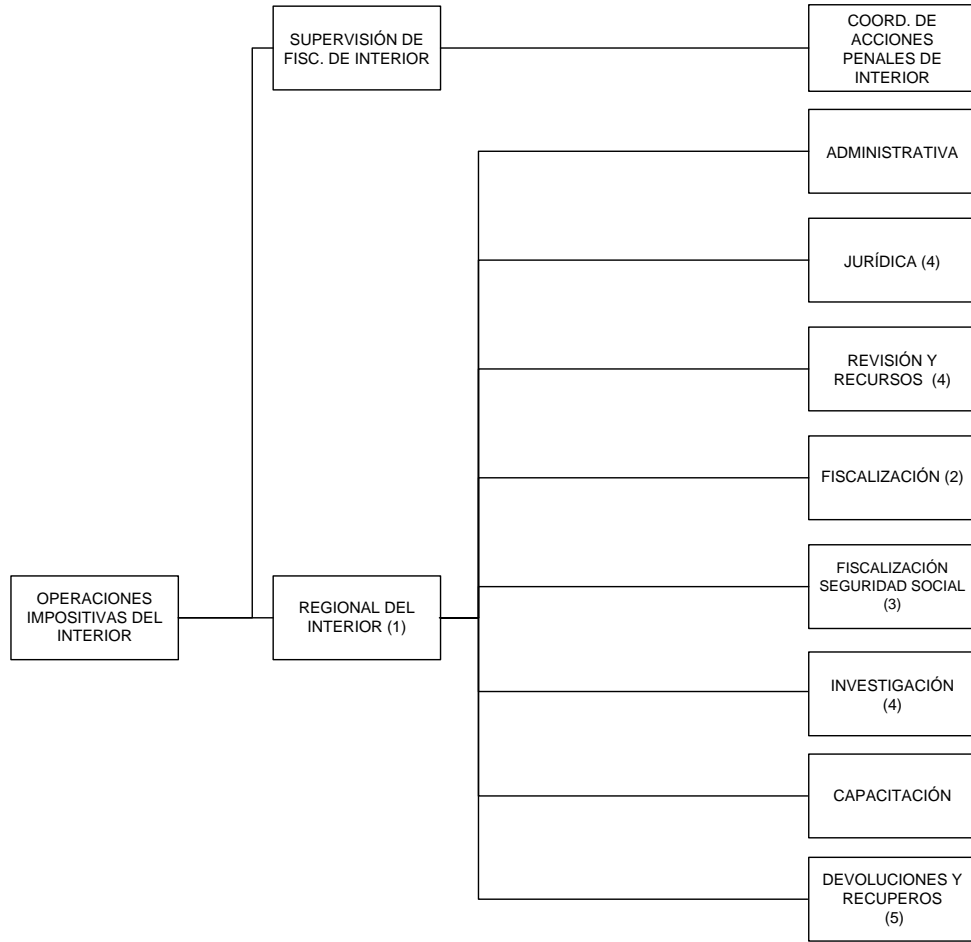 SUPERVISIÓN DE
FISC. DE INTERIOR
COORD. DE
ACCIONES
PENALES DE
INTERIOR
ADMINISTRATIVA
JURÍDICA (4)
REVISIÓN Y
RECURSOS (4)
FISCALIZACIÓN (2)
OPERACIONES
IMPOSITIVAS DEL
INTERIOR
REGIONAL DEL
INTERIOR (1)
FISCALIZACIÓN
SEGURIDAD SOCIAL
(3)
INVESTIGACIÓN
(4)
CAPACITACIÓN
DEVOLUCIONES Y
RECUPEROS
(5)